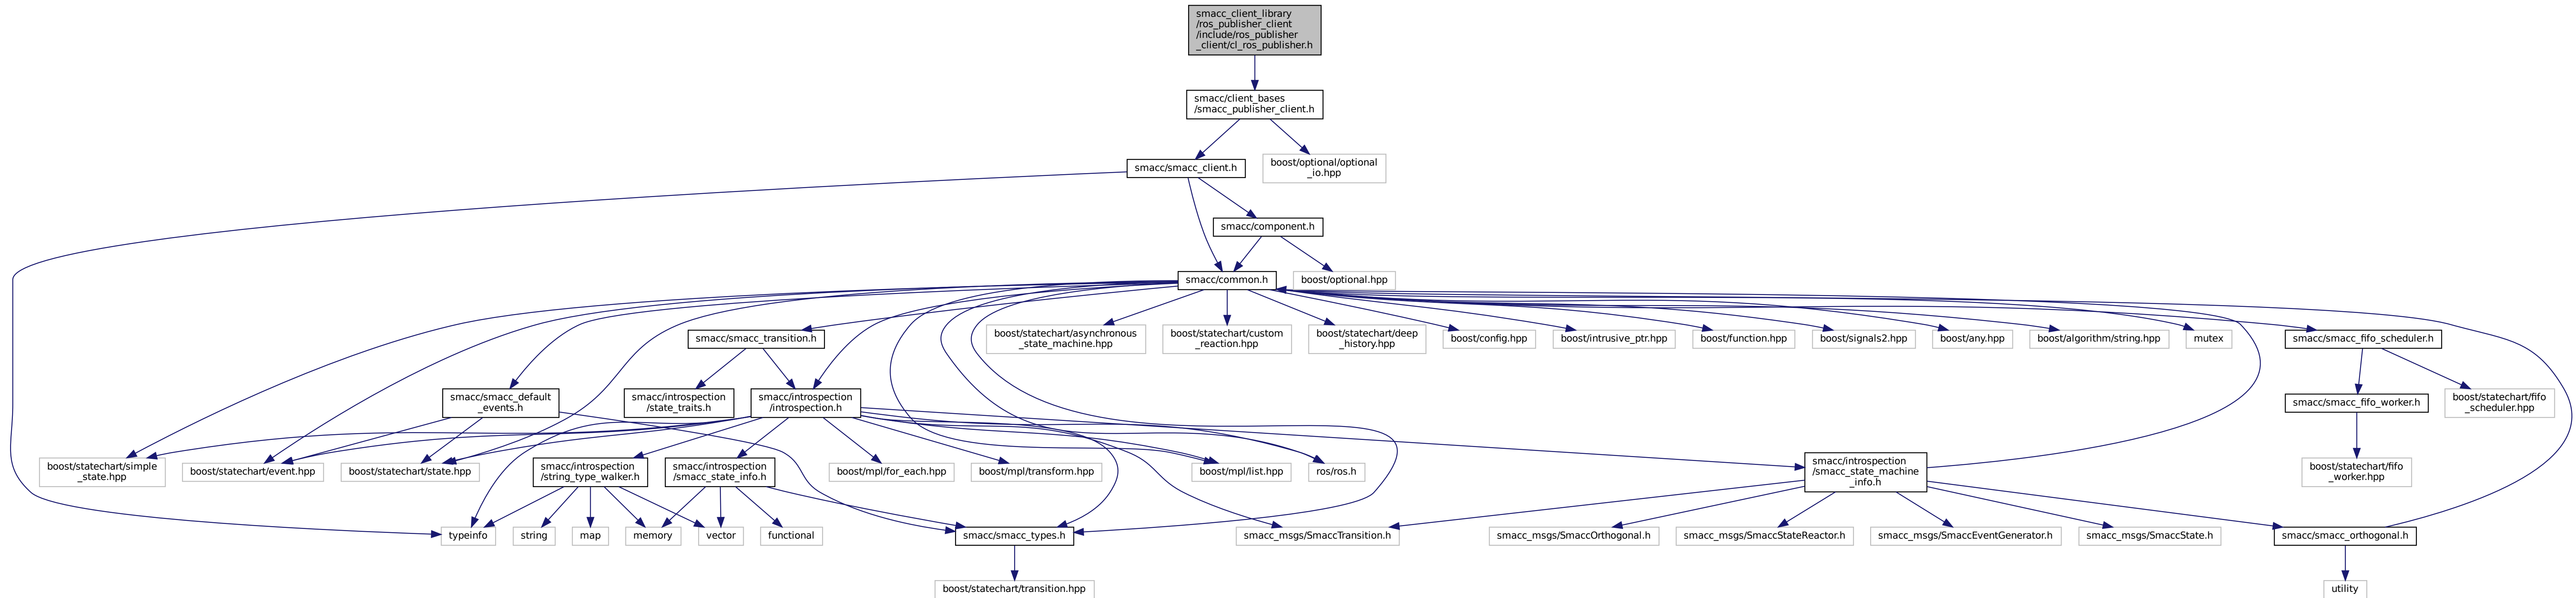 smacc_client_library
/ros_publisher_client
/include/ros_publisher
_client/cl_ros_publisher.h
smacc/client_bases
/smacc_publisher_client.h
smacc/smacc_client.h
boost/optional/optional
_io.hpp
smacc/component.h
smacc/common.h
boost/optional.hpp
smacc/smacc_transition.h
boost/statechart/asynchronous
_state_machine.hpp
boost/statechart/custom
_reaction.hpp
boost/statechart/deep
_history.hpp
boost/config.hpp
boost/intrusive_ptr.hpp
boost/function.hpp
boost/signals2.hpp
boost/any.hpp
boost/algorithm/string.hpp
mutex
smacc/smacc_fifo_scheduler.h
smacc/smacc_default
_events.h
smacc/introspection
/state_traits.h
smacc/introspection
/introspection.h
smacc/smacc_fifo_worker.h
boost/statechart/fifo
_scheduler.hpp
boost/statechart/simple
_state.hpp
boost/statechart/event.hpp
boost/statechart/state.hpp
smacc/introspection
/string_type_walker.h
smacc/introspection
/smacc_state_info.h
boost/mpl/for_each.hpp
boost/mpl/transform.hpp
boost/mpl/list.hpp
ros/ros.h
smacc/introspection
/smacc_state_machine
_info.h
boost/statechart/fifo
_worker.hpp
typeinfo
string
map
memory
vector
functional
smacc/smacc_types.h
smacc_msgs/SmaccTransition.h
smacc_msgs/SmaccOrthogonal.h
smacc_msgs/SmaccStateReactor.h
smacc_msgs/SmaccEventGenerator.h
smacc_msgs/SmaccState.h
smacc/smacc_orthogonal.h
boost/statechart/transition.hpp
utility